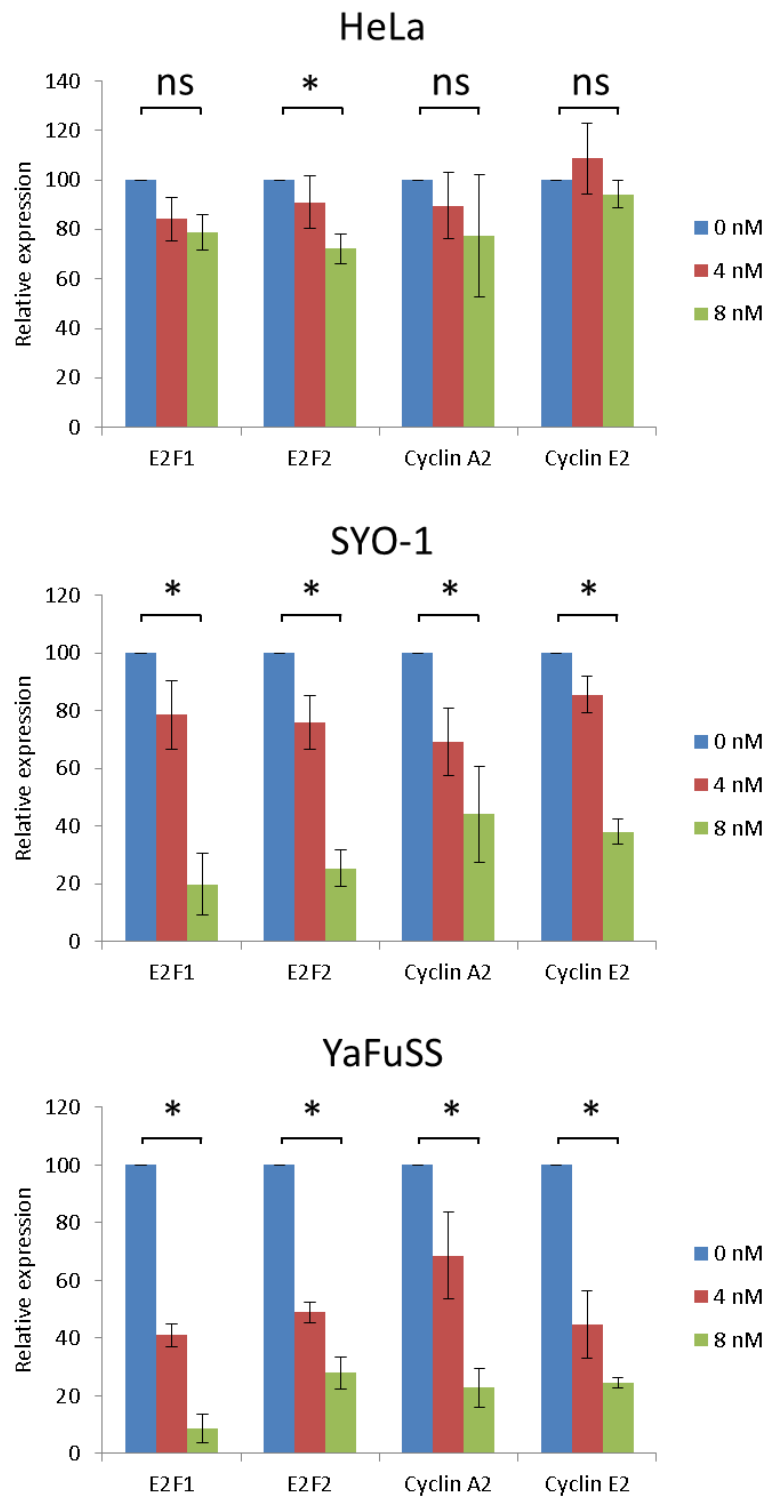 HeLa
ns * ns ns
140
120
100
80
60
40
20
0
Relative expression
E2F1 E2F2 Cyclin A2 Cyclin E2
0 nM
4 nM
8 nM
SYO-1
* * * *
120
100
80
60
40
20
0
Relative expression
E2F1 E2F2 Cyclin A2 Cyclin E2
0 nM
4 nM
8 nM
YaFuSS
* * * *
120
100
80
60
40
20
0
Relative expression
E2F1 E2F2 Cyclin A2 Cyclin E2
0 nM
4 nM
8 nM